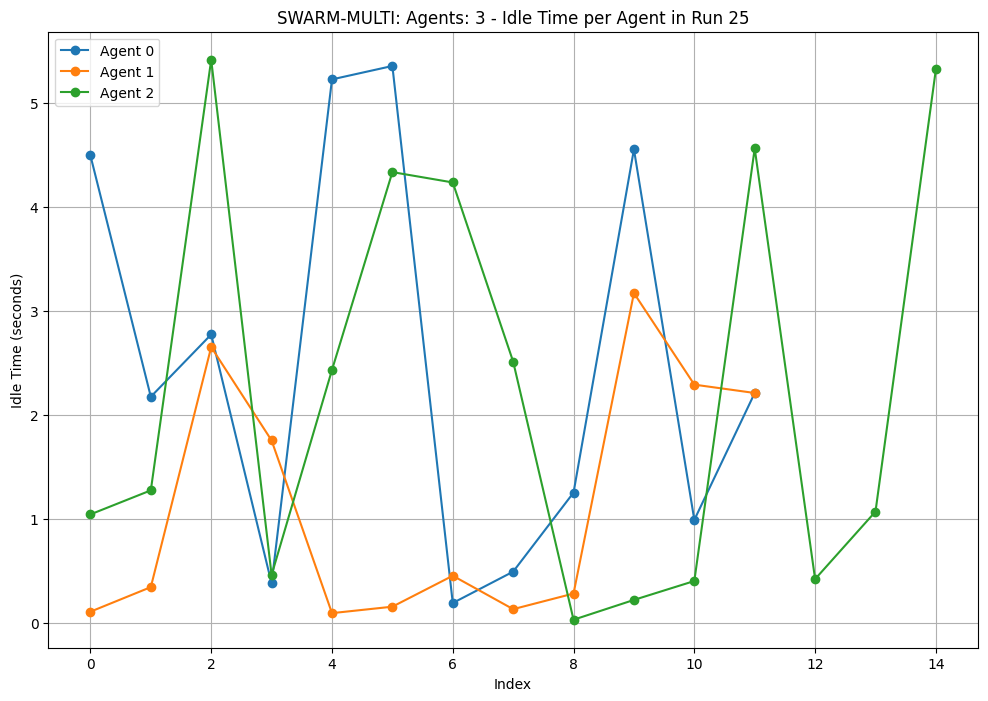 SWARM-MULTI: Agents: 3 - Idle Time per Agent in Run 25
Agent 0
Agent 1
Agent 2
Idle Time (seconds)
5
4
3
2
1
0
0 2 4 6 8 10 12 14
Index